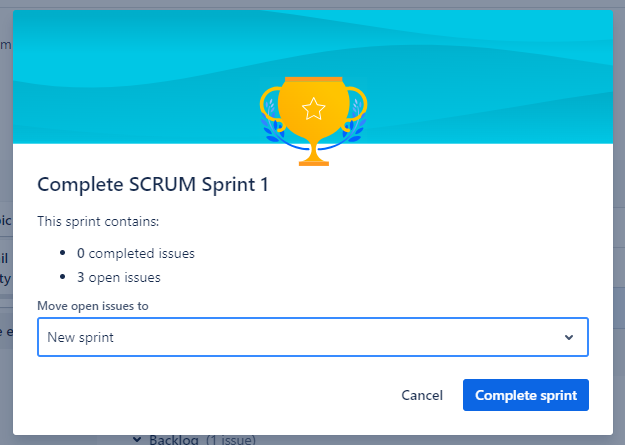 Complete SCRUM Sprint 1
This sprint contains:
0 completed issues
3 open issues
Move open issues to
New sprint
Cancel
Complete sprint
Backlog (1 issue)